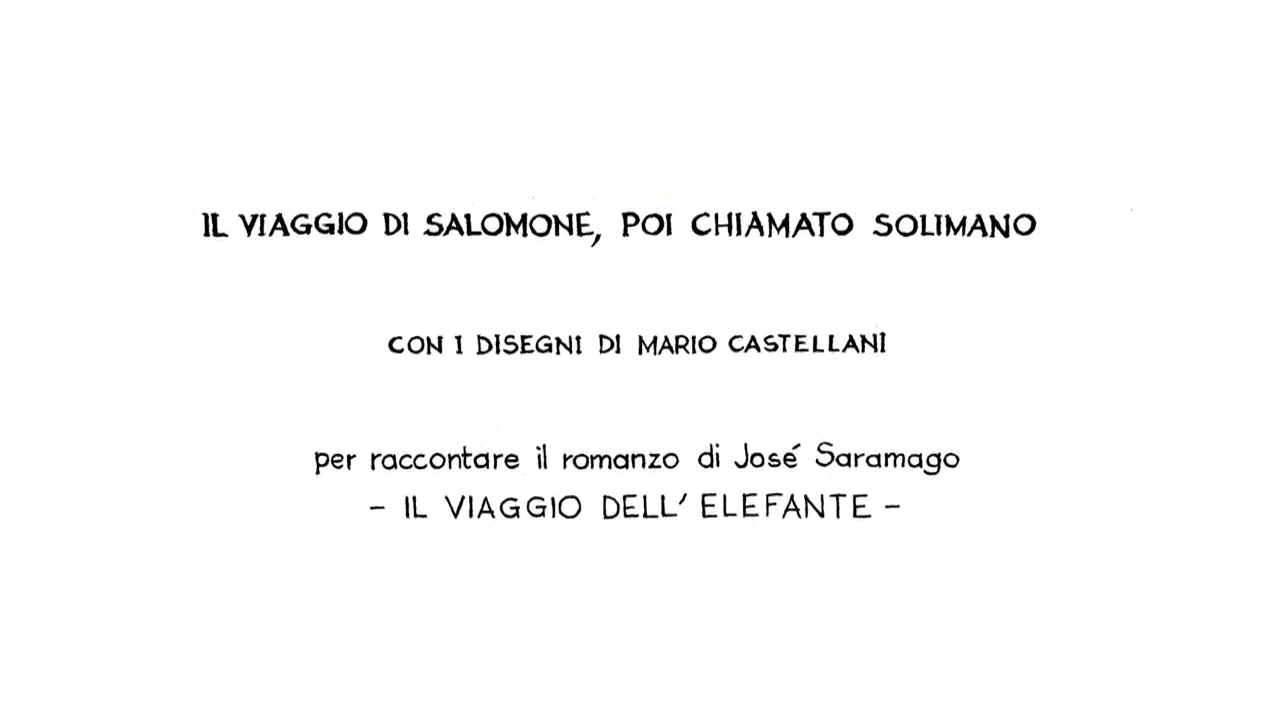 IL VIAGGIO DI SALOMONE, POI CHIAMATO SOLIMANO
CON I DISEGNI DI MARIO CASTELLANI
per raccontare il romanzo di José Saramago
– IL VIAGGIO DELL' ELEFANTE –